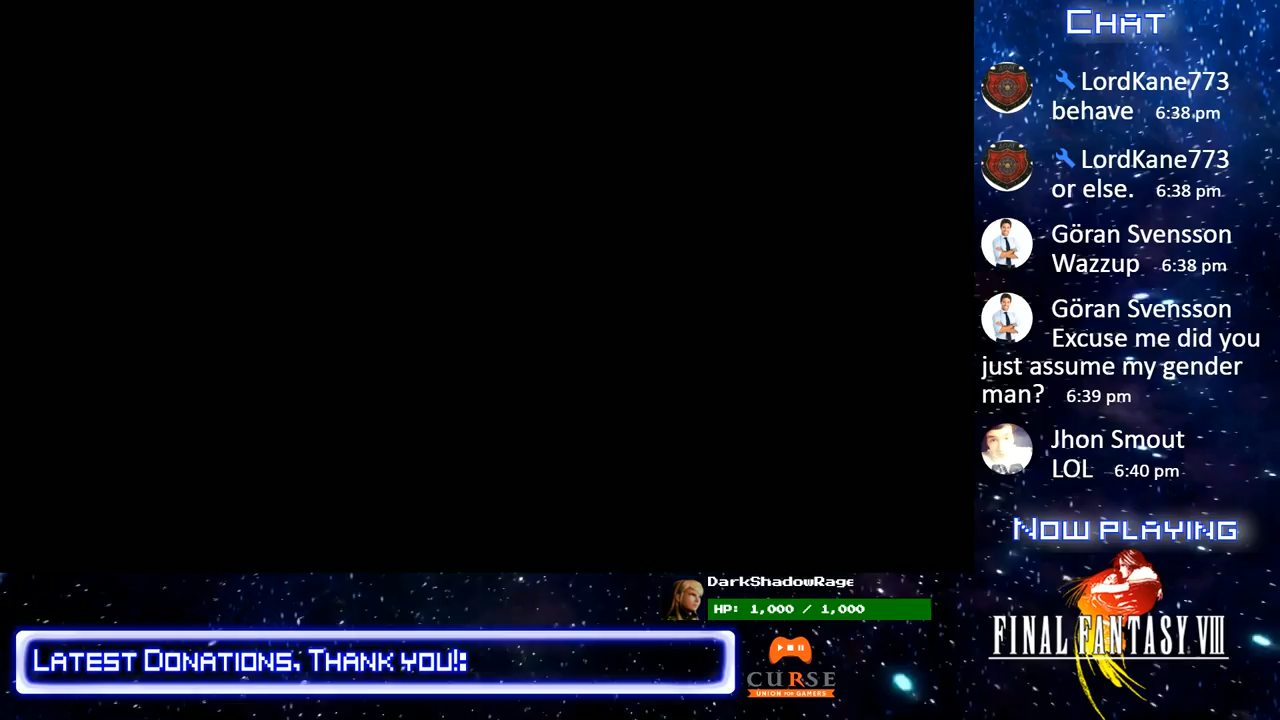 CHAT
LordKane773
behave 6:38 pm
LordKane773
or else. 6:38 pm
Göran Svensson
Wazzup 6:38 pm
Göran Svensson
Excuse me did you
just assume my gender
man? 6:39 pm
Jhon Smout
LOL 6:40 pm
NOW PLAYING
FINAL FANTASY VIII
DarkShadowRage
HP: 1,000 / 1,000
LATEST DONATIONS, THANK YOU!:
CURSE
UNION FOR GAMERS